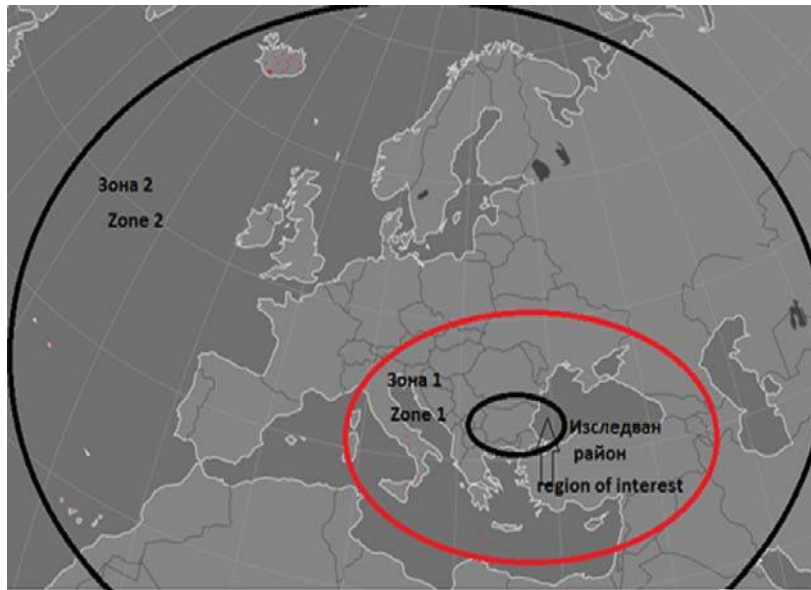 Зона 2
Zone 2
Зона 1
Zone 1
Изследван
район
region of interest